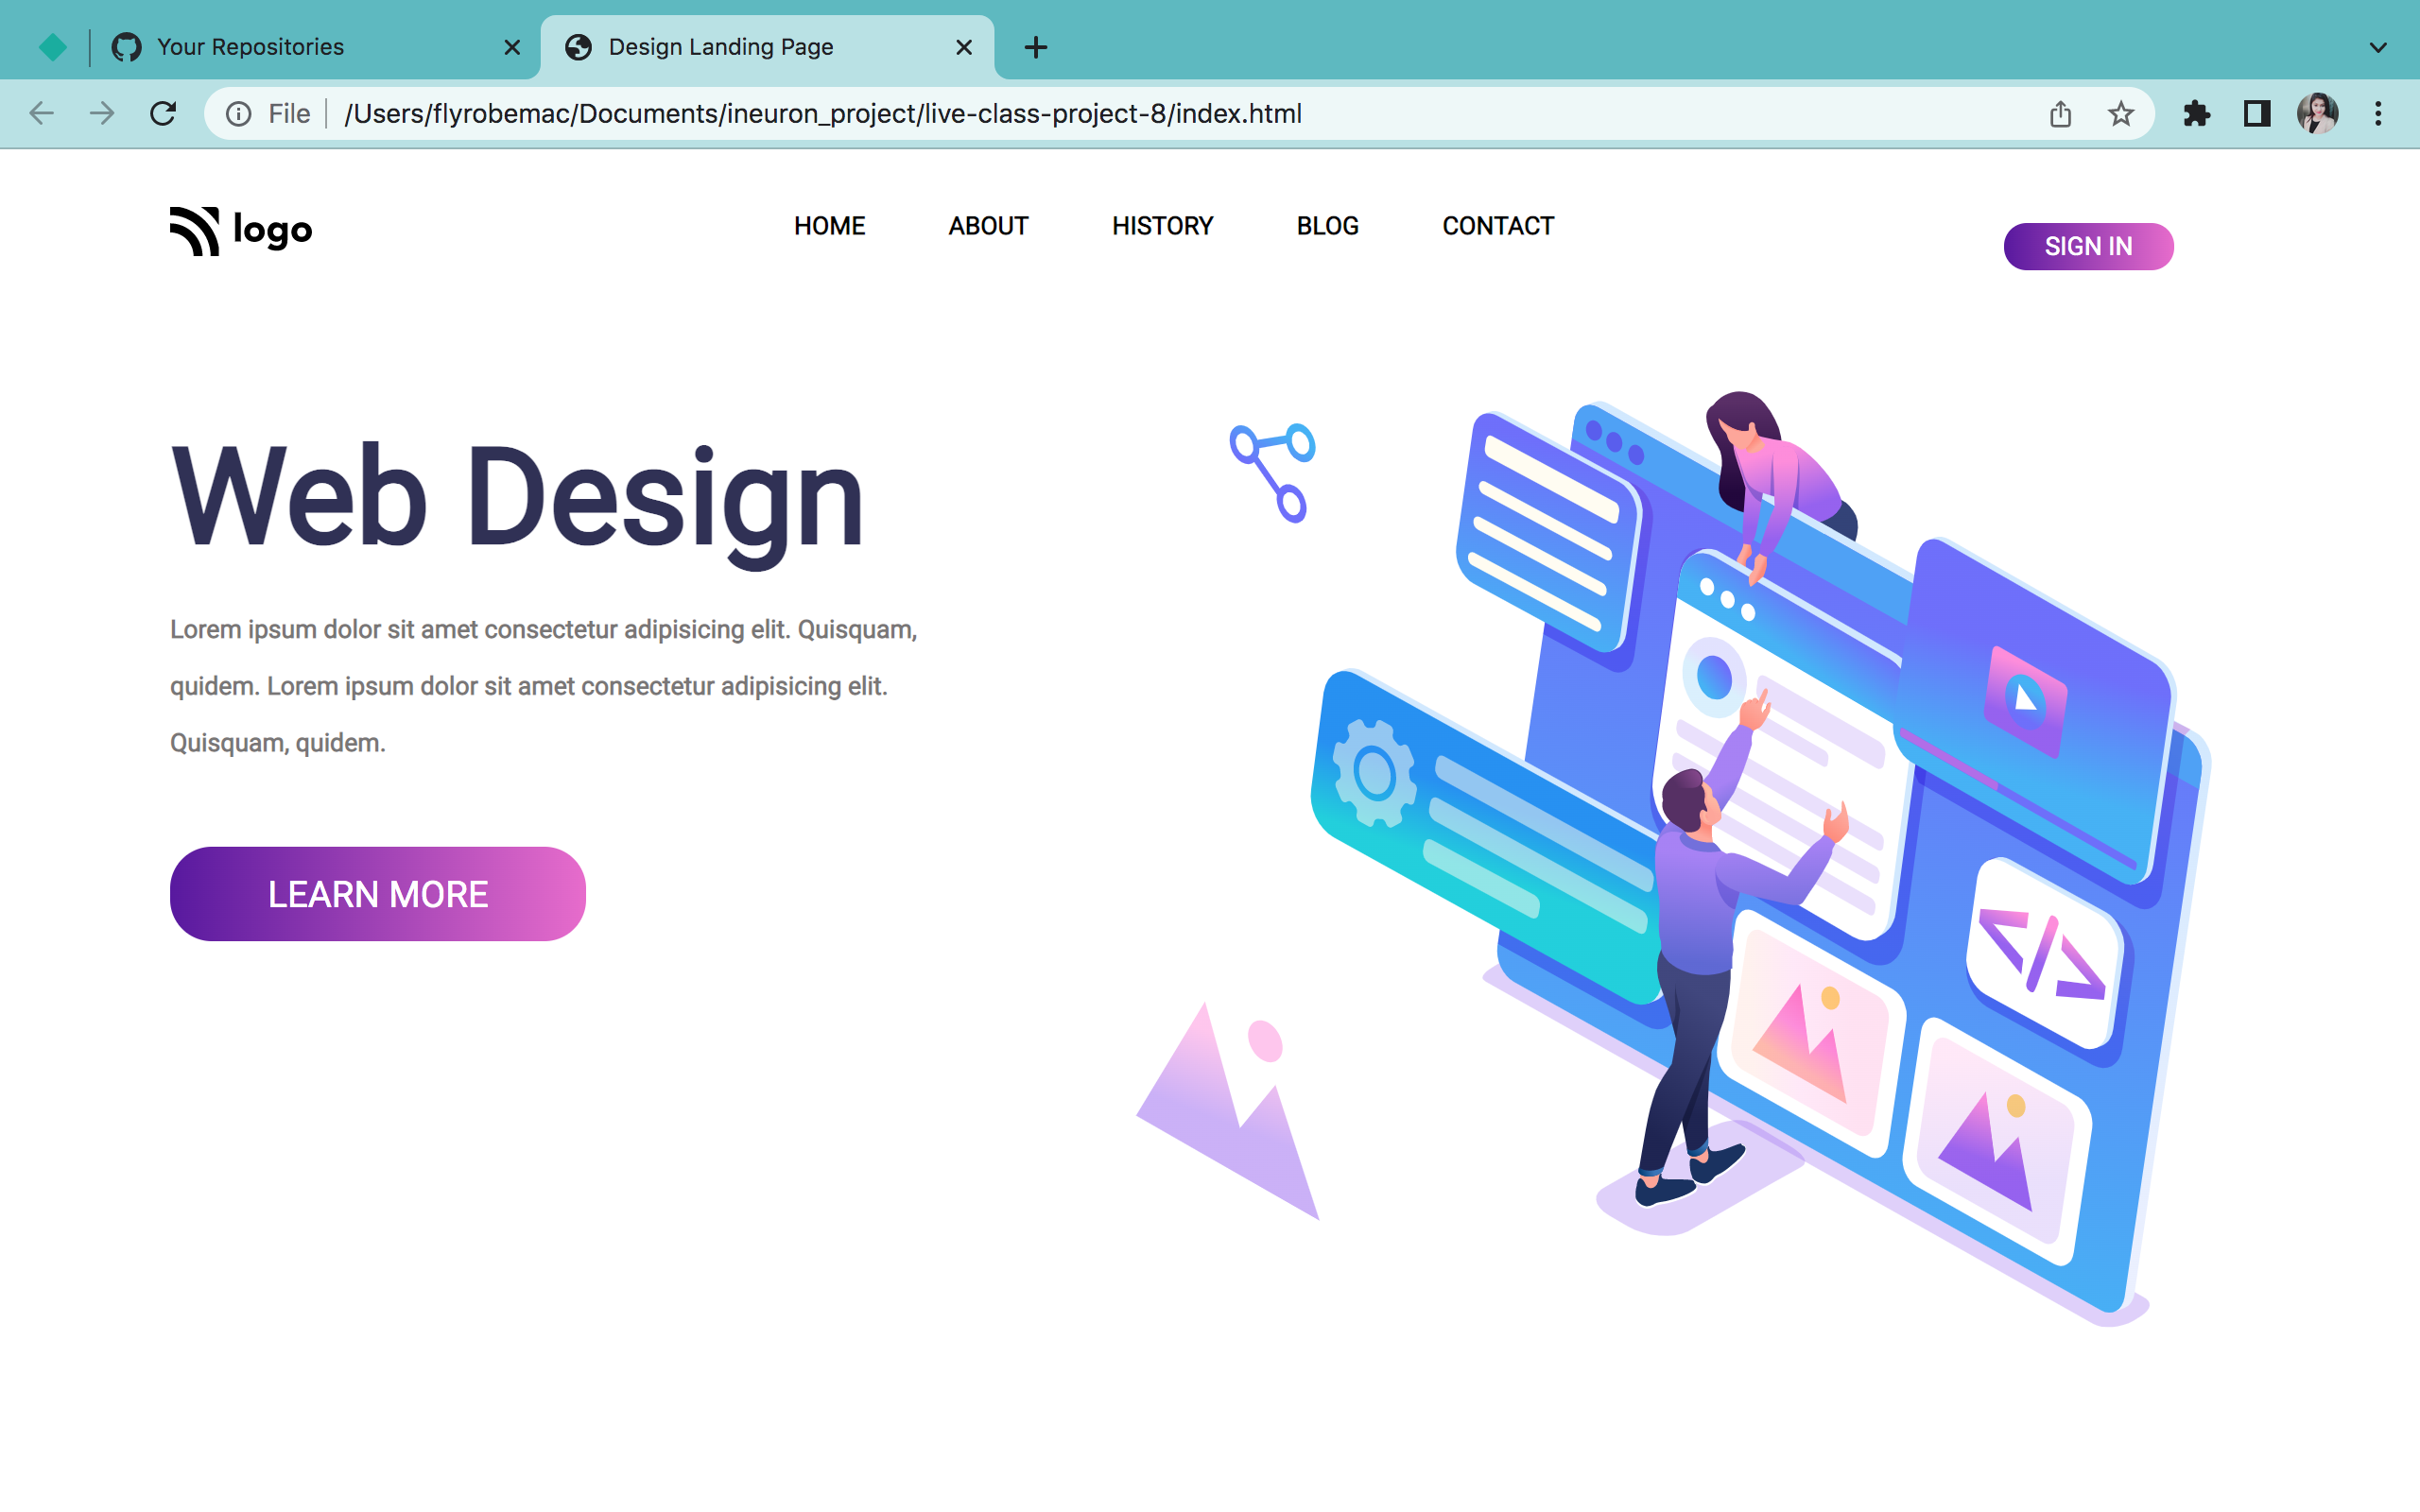 Your Repositories
Design Landing Page
File
/Users/flyrobemac/Documents/ineuron_project/live-class-project-8/index.html
logo
HOME ABOUT HISTORY BLOG CONTACT
SIGN IN
Web Design
Lorem ipsum dolor sit amet consectetur adipisicing elit. Quisquam,
quidem. Lorem ipsum dolor sit amet consectetur adipisicing elit.
Quisquam, quidem.
LEARN MORE
</>